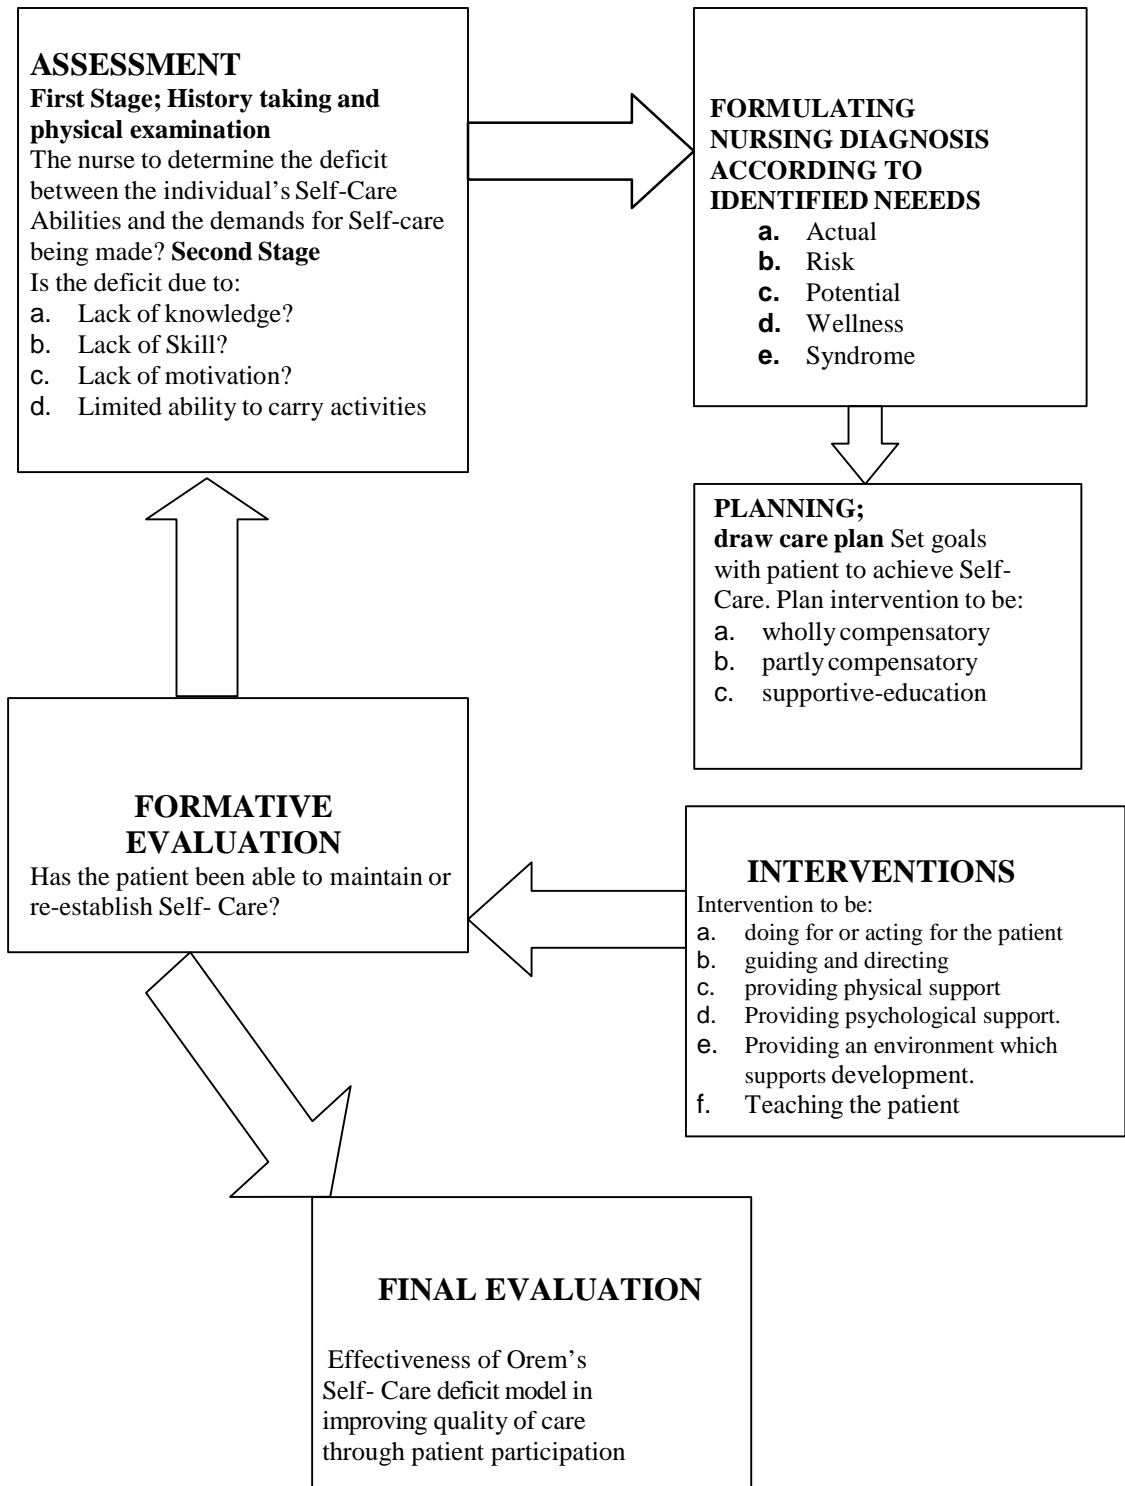 ASSESSMENT
First Stage; History taking and
physical examination
The nurse to determine the deficit
between the individual's Self-Care
Abilities and the demands for Self-care
being made? Second Stage
Is the deficit due to:
a. Lack of knowledge?
b. Lack of Skill?
c. Lack of motivation?
d. Limited ability to carry activities
FORMULATING
NURSING DIAGNOSIS
ACCORDING TO
IDENTIFIED NEEEDS
a. Actual
b. Risk
c. Potential
d. Wellness
e. Syndrome
PLANNING;
draw care plan Set goals
with patient to achieve Self-
Care. Plan intervention to be:
a. wholly compensatory
b. partly compensatory
c. supportive-education
INTERVENTIONS
Intervention to be:
a. doing for or acting for the patient
b. guiding and directing
c. providing physical support
d. Providing psychological support.
e. Providing an environment which
supports development.
f. Teaching the patient
FORMATIVE
EVALUATION
Has the patient been able to maintain or
re-establish Self- Care?
FINAL EVALUATION
Effectiveness of Orem's
Self- Care deficit model in
improving quality of care
through patient participation